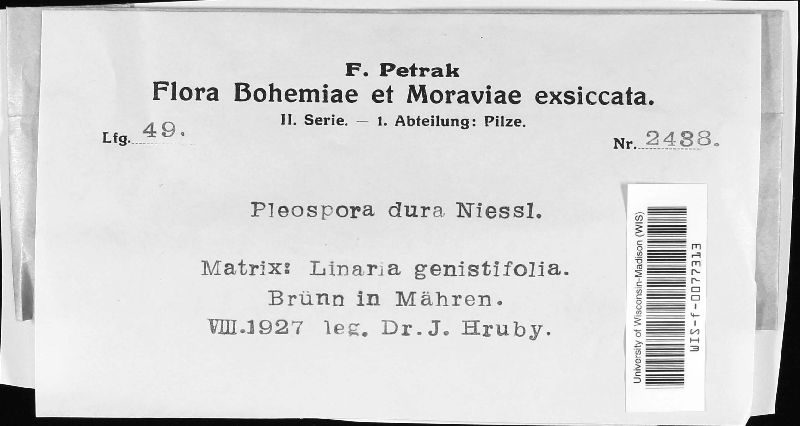 F. Petrak
Flora Bohemiae et Moraviae exsiccata.
II. Serie. — 1. Abteilung: Pilze.
Lfg. 49.
Nr. 2438.
Pleospora dura Niessl.
Matrix: Linaria genistifolia.
Brünn in Mähren.
VIII.1927 leg. Dr. J. Hruby.
University of Wisconsin-Madison (WIS)
WIS-f-0070313